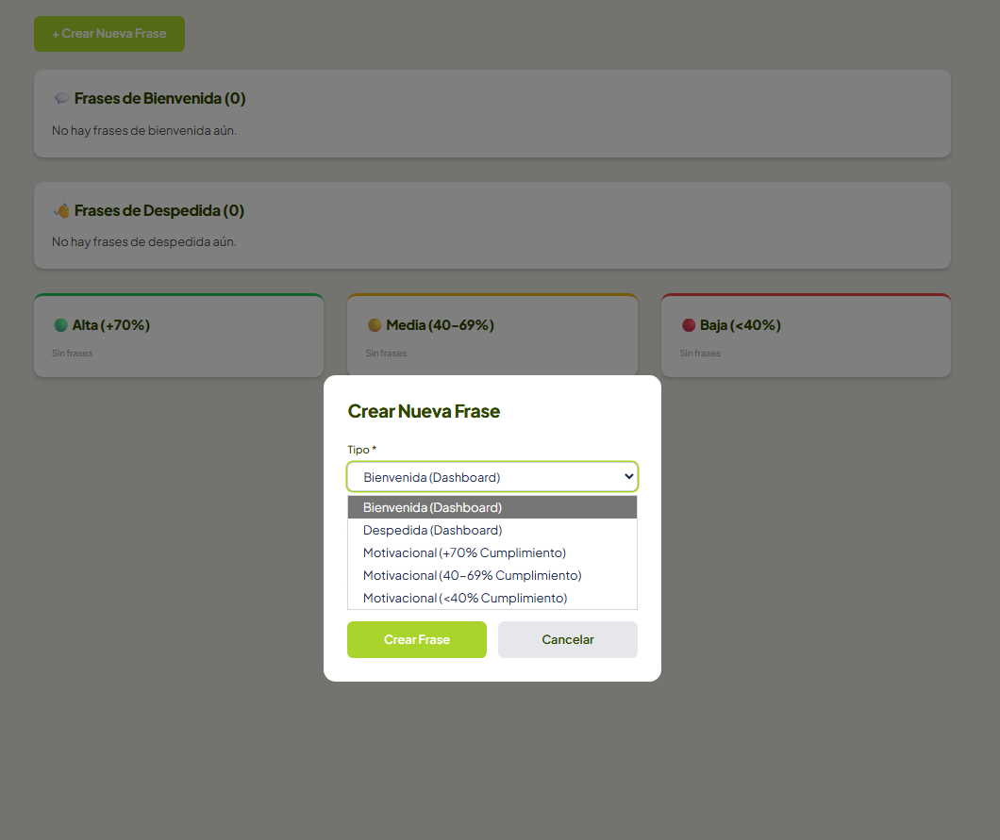 + Crear Nueva Frase
Frases de Bienvenida (0)
No hay frases de bienvenida aún.
Frases de Despedida (0)
No hay frases de despedida aún.
Alta (+70%)
Sin frases
Media (40-69%)
Sin frases
Baja (<40%)
Sin frases
Crear Nueva Frase
Tipo *
Bienvenida (Dashboard)
Bienvenida (Dashboard)
Despedida (Dashboard)
Motivacional (+70% Cumplimiento)
Motivacional (40-69% Cumplimiento)
Motivacional (<40% Cumplimiento)
Crear Frase
Cancelar